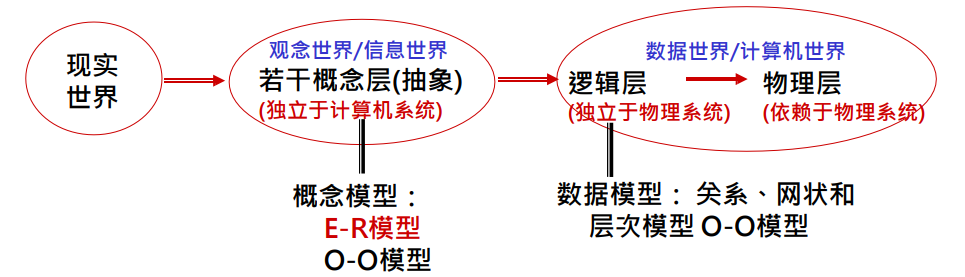 现实
世界
观念世界/信息世界
若干概念层(抽象)
(独立于计算机系统)
数据世界/计算机世界
逻辑层
物理层
(独立于物理系统)
(依赖于物理系统)
概念模型：
E-R模型
O-O模型
数据模型： 关系、网状和
层次模型 O-O模型